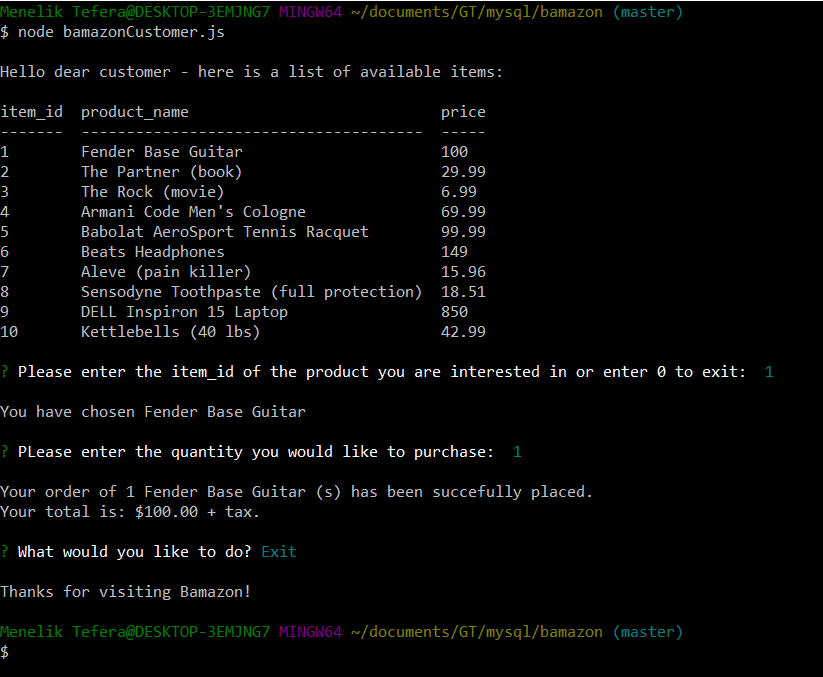 Menelik Tefera@DESKTOP-3EMJNG7 MINGW64 ~/documents/GT/mysql/bamazon (master)
$ node bamazonCustomer.js
Hello dear customer - here is a list of available items:
item_id  product_name                            price
-------  --------------------------------------  -----
1        Fender Base Guitar                      100
2        The Partner (book)                      29.99
3        The Rock (movie)                        6.99
4        Armani Code Men's Cologne               69.99
5        Babolat AeroSport Tennis Racquet        99.99
6        Beats Headphones                        149
7        Aleve (pain killer)                     15.96
8        Sensodyne Toothpaste (full protection)  18.51
9        DELL Inspiron 15 Laptop                 850
10       Kettlebells (40 lbs)                    42.99
? Please enter the item_id of the product you are interested in or enter 0 to exit:  1
You have chosen Fender Base Guitar
? PLease enter the quantity you would like to purchase:  1
Your order of 1 Fender Base Guitar (s) has been succefully placed.
Your total is: $100.00 + tax.
? What would you like to do? Exit
Thanks for visiting Bamazon!
Menelik Tefera@DESKTOP-3EMJNG7 MINGW64 ~/documents/GT/mysql/bamazon (master)
$